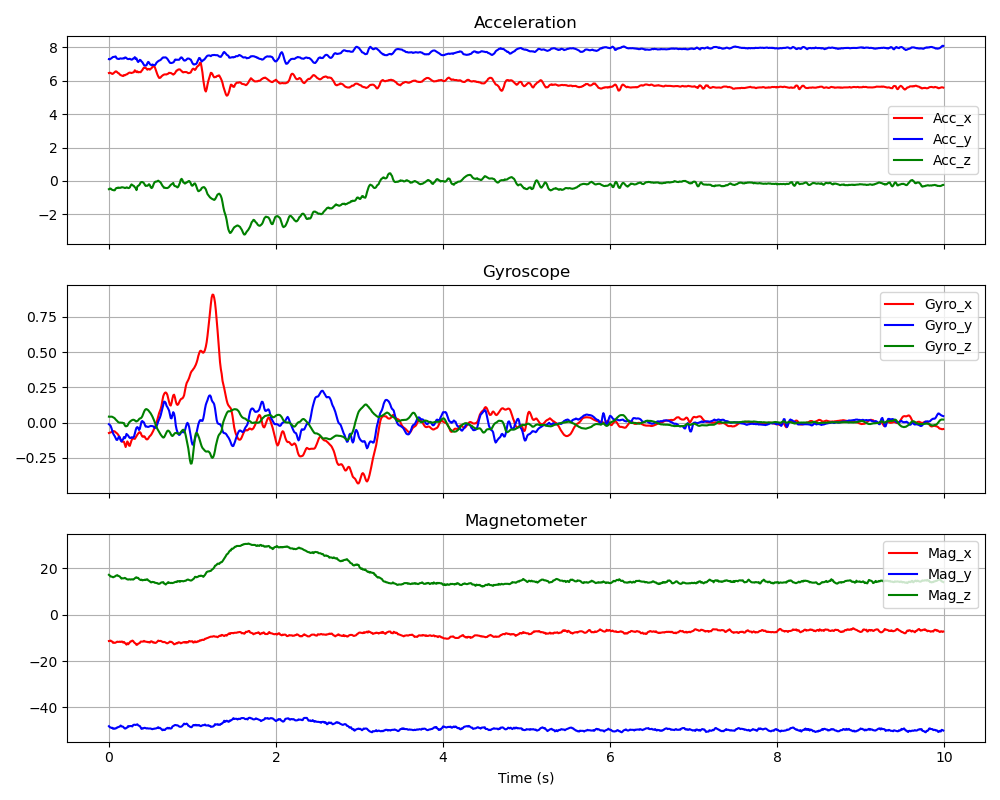 Acceleration
8
6
4
2
0
−2
Acc_x
Acc_y
Acc_z
Gyroscope
0.75
0.50
0.25
0.00
−0.25
Gyro_x
Gyro_y
Gyro_z
Magnetometer
20
0
−20
−40
Mag_x
Mag_y
Mag_z
0 2 4 6 8 10
Time (s)